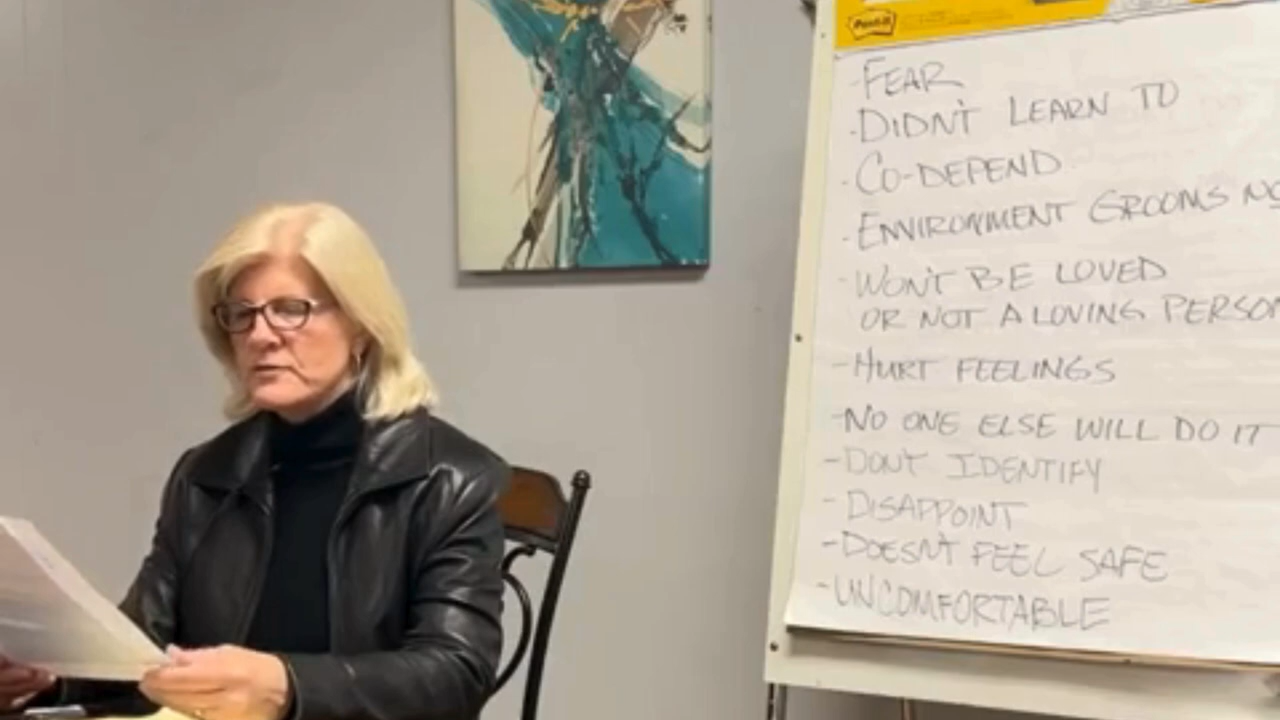 Post-it
-FEAR
-DIDN'T LEARN TO
-CO-DEPEND
-ENVIRONMENT GROOMS
-WON'T BE LOVED
OR NOT A LOVING PERSON
-HURT FEELINGS
-NO ONE ELSE WILL DO IT
-DON'T IDENTIFY
-DISAPPOINT
-DOESN'T FEEL SAFE
-UNCOMFORTABLE